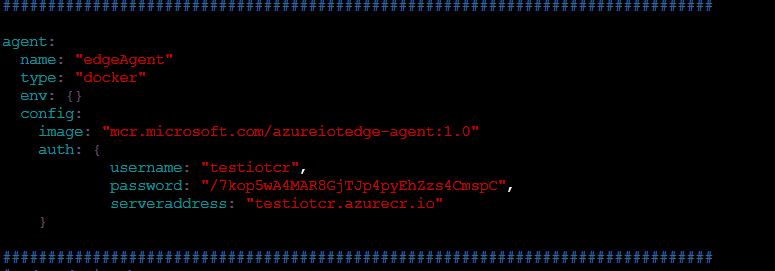 ###############################################################################
agent:
  name: "edgeAgent"
  type: "docker"
  env: {}
  config:
    image: "mcr.microsoft.com/azureiotedge-agent:1.0"
    auth: {
            username: "testiotcr",
            password: "/7kop5wA4MAR8GjTJp4pyEhZzs4CmspC",
            serveraddress: "testiotcr.azurecr.io"
    }
###############################################################################